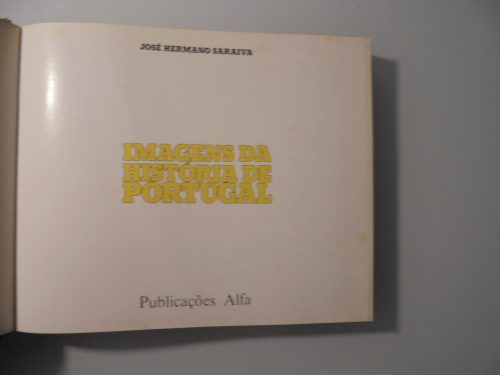 JOSÉ HERMANO SARAIVA
IMAGENS DA
HISTÓRIA DE
PORTUGAL
Publicações Alfa